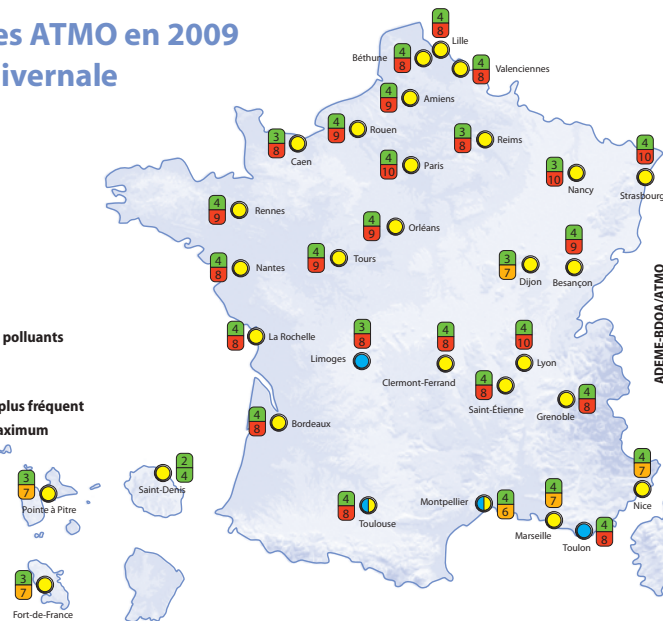 es ATMO en 2009
ivernale
4
8
Lille
Béthune
4
8
4
8
Valenciennes
4
9
Amiens
4
9
Rouen
3
8
Caen
3
8
Reims
4
10
Paris
3
10
Nancy
4
10
Strasbourg
4
9
Rennes
4
9
Orléans
4
9
Tours
4
8
Nantes
3
7
Dijon
4
9
Besançon
ADEME-BDQA/ATMO
polluants
4
8
La Rochelle
3
8
Limoges
4
8
Clermont-Ferrand
4
10
Lyon
4
8
Saint-Étienne
4
8
Grenoble
plus fréquent
aximum
4
8
Bordeaux
3
7
Pointe à Pitre
2
4
Saint-Denis
4
8
Toulouse
Montpellier
4
6
4
7
Marseille
4
8
Toulon
4
7
Nice
3
7
Fort-de-France